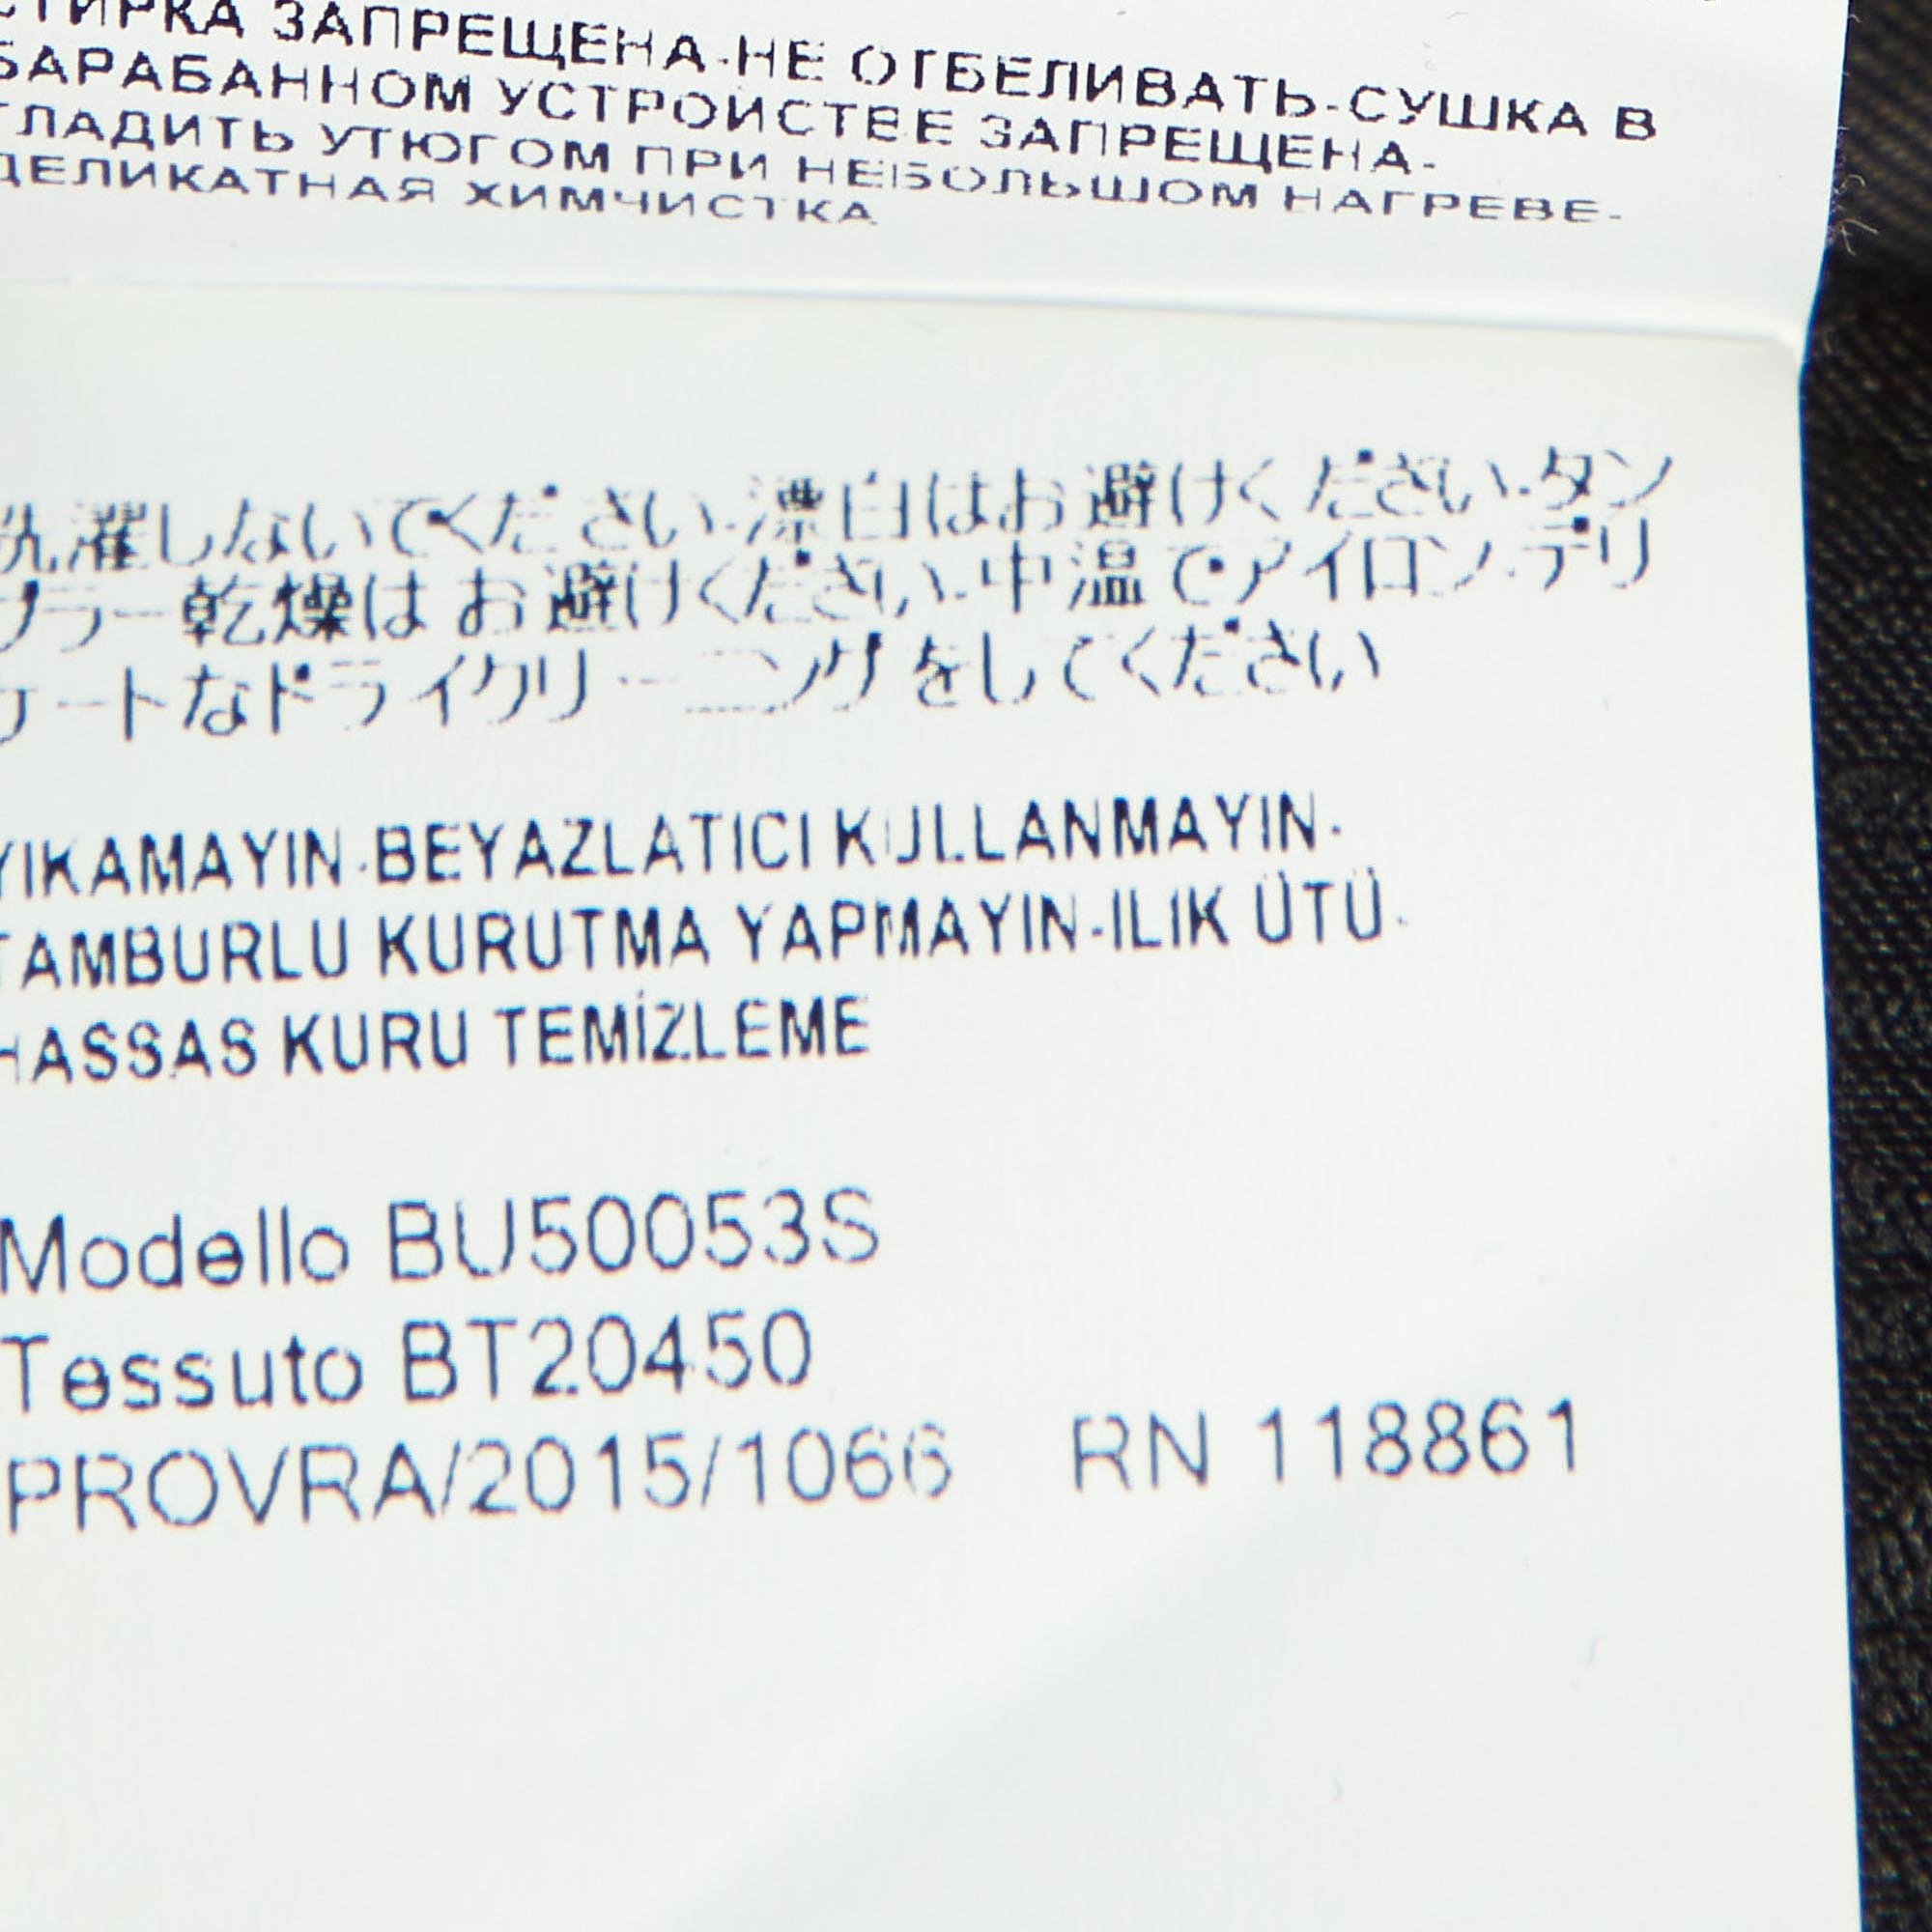 СТИРКА ЗАПРЕЩЕНА-НЕ ОТБЕЛИВАТЬ-СУШКА В
БАРАБАННОМ УСТРОЙСТВЕ ЗАПРЕЩЕНА-
ГЛАДИТЬ УТЮГОМ ПРИ НЕБОЛЬШОМ НАГРЕВЕ-
ДЕЛИКАТНАЯ ХИМЧИСТКА
洗濯しないでください-漂白はお避けください-タン
ブラー乾燥はお避けください-中温でアイロン-デリ
ケートなドライクリーニングをしてください
YIKAMAYIN-BEYAZLATICI KULLANMAYIN-
TAMBURLU KURUTMA YAPMAYIN-ILIK ÜTÜ-
HASSAS KURU TEMİZLEME
Modello BU50053S
Tessuto BT20450
PROVRA/2015/1066 RN 118861